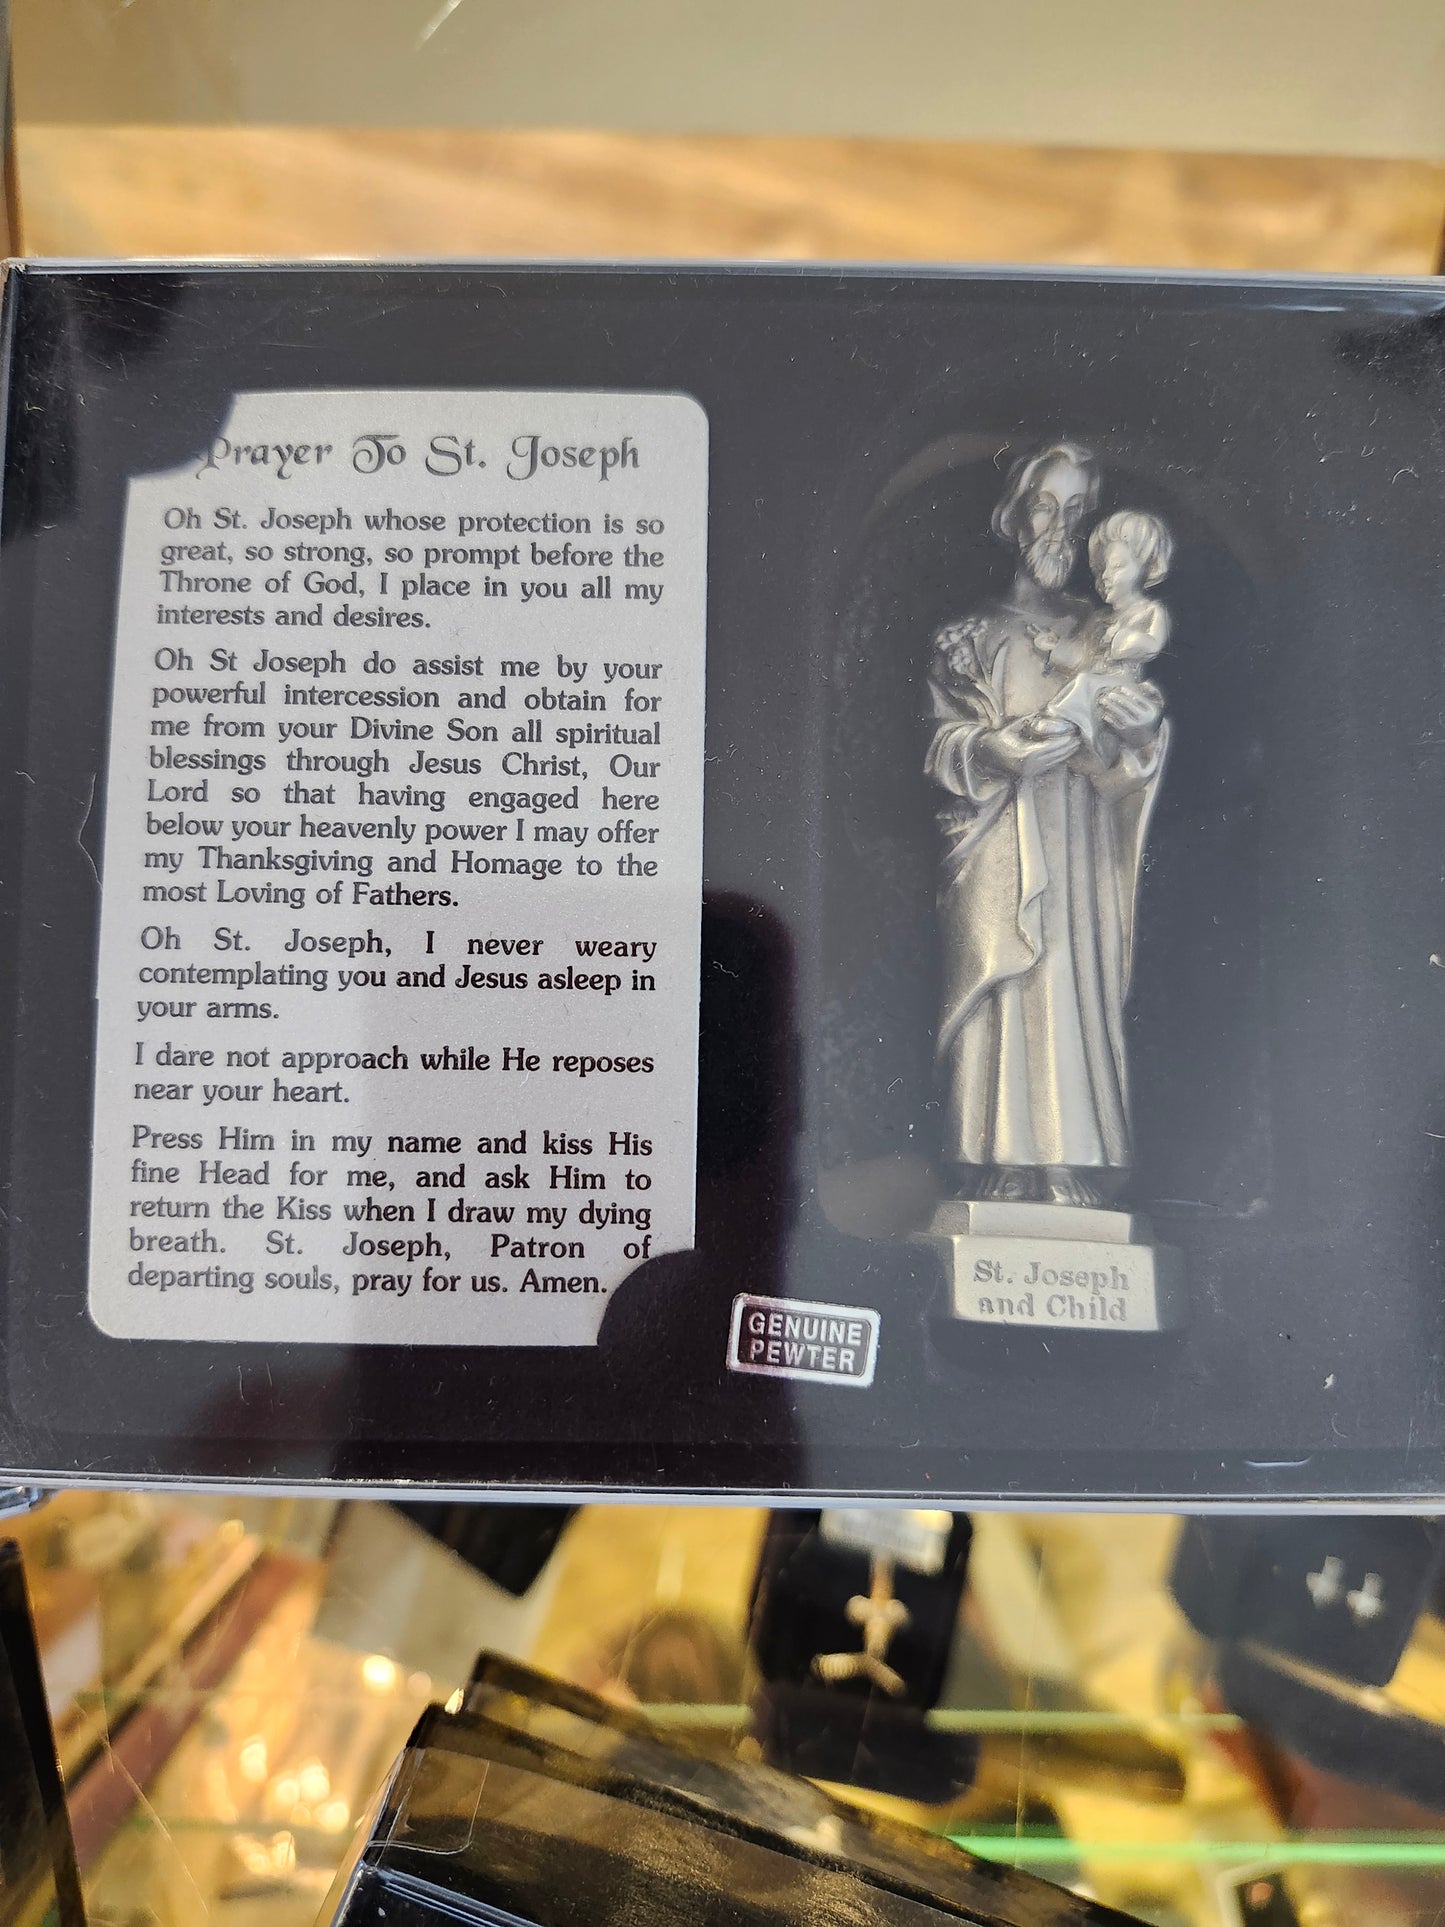 Prayer To St. Joseph
Oh St. Joseph whose protection is so
great, so strong, so prompt before the
Throne of God, I place in you all my
interests and desires.
Oh St Joseph do assist me by your
powerful intercession and obtain for
me from your Divine Son all spiritual
blessings through Jesus Christ, Our
Lord so that having engaged here
below your heavenly power I may offer
my Thanksgiving and Homage to the
most Loving of Fathers.
Oh St. Joseph, I never weary
contemplating you and Jesus asleep in
your arms.
I dare not approach while He reposes
near your heart.
Press Him in my name and kiss His
fine Head for me, and ask Him to
return the Kiss when I draw my dying
breath. St. Joseph, Patron of
departing souls, pray for us. Amen.
GENUINE
PEWTER
St. Joseph
and Child